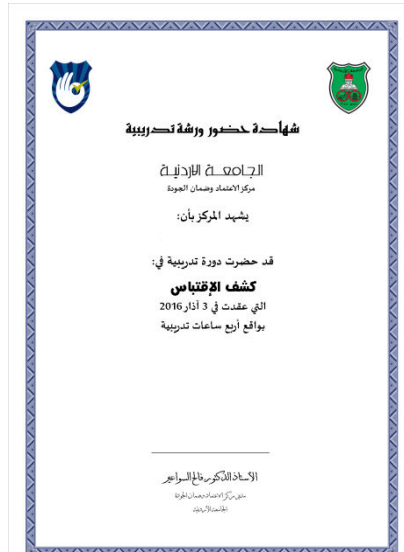 شهادة حضور ورشة تدريبية
الجامعة الأردنية
مركز الاعتماد وضمان الجودة
يشهد المركز بأن:
قد حضرت دورة تدريبية في:
كشف الإقتباس
التي عقدت في 3 آذار 2016
بواقع أربع ساعات تدريبية
الأستاذ الدكتور فالح السواعير
مدير مركز الاعتماد وضمان الجودة
الجامعة الأردنية